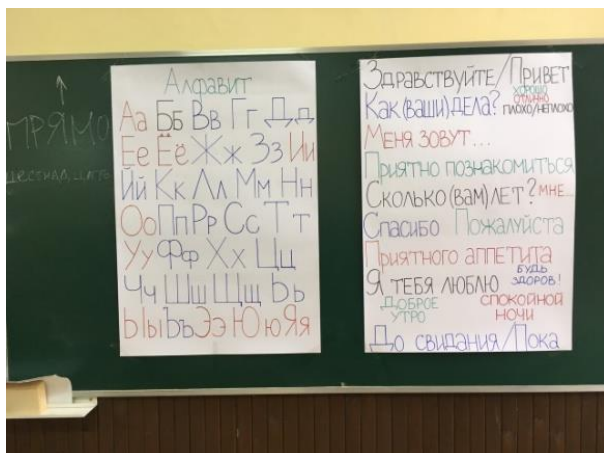 ПРЯМО
Алфавит
Аа Бб Вв Гг Дд
Ее Ёё Жж Зз Ии
Йй Кк Лл Мм Нн
Оо Пп Рр Сс Тт
Уу Фф Хх Цц
Чч Шш Щщ Ьь
Ыы Ъъ Ээ Юю Яя
Здравствуйте/Привет
Как (ваши) дела? хорошо
отлично
плохо/неплохо
Меня зовут...
Приятно познакомиться
Сколько (вам) лет? мне...
Спасибо Пожалуйста
Приятного аппетита
Я тебя люблю
будь
здоров!
Доброе
утро
спокойной
ночи
До свидания/Пока